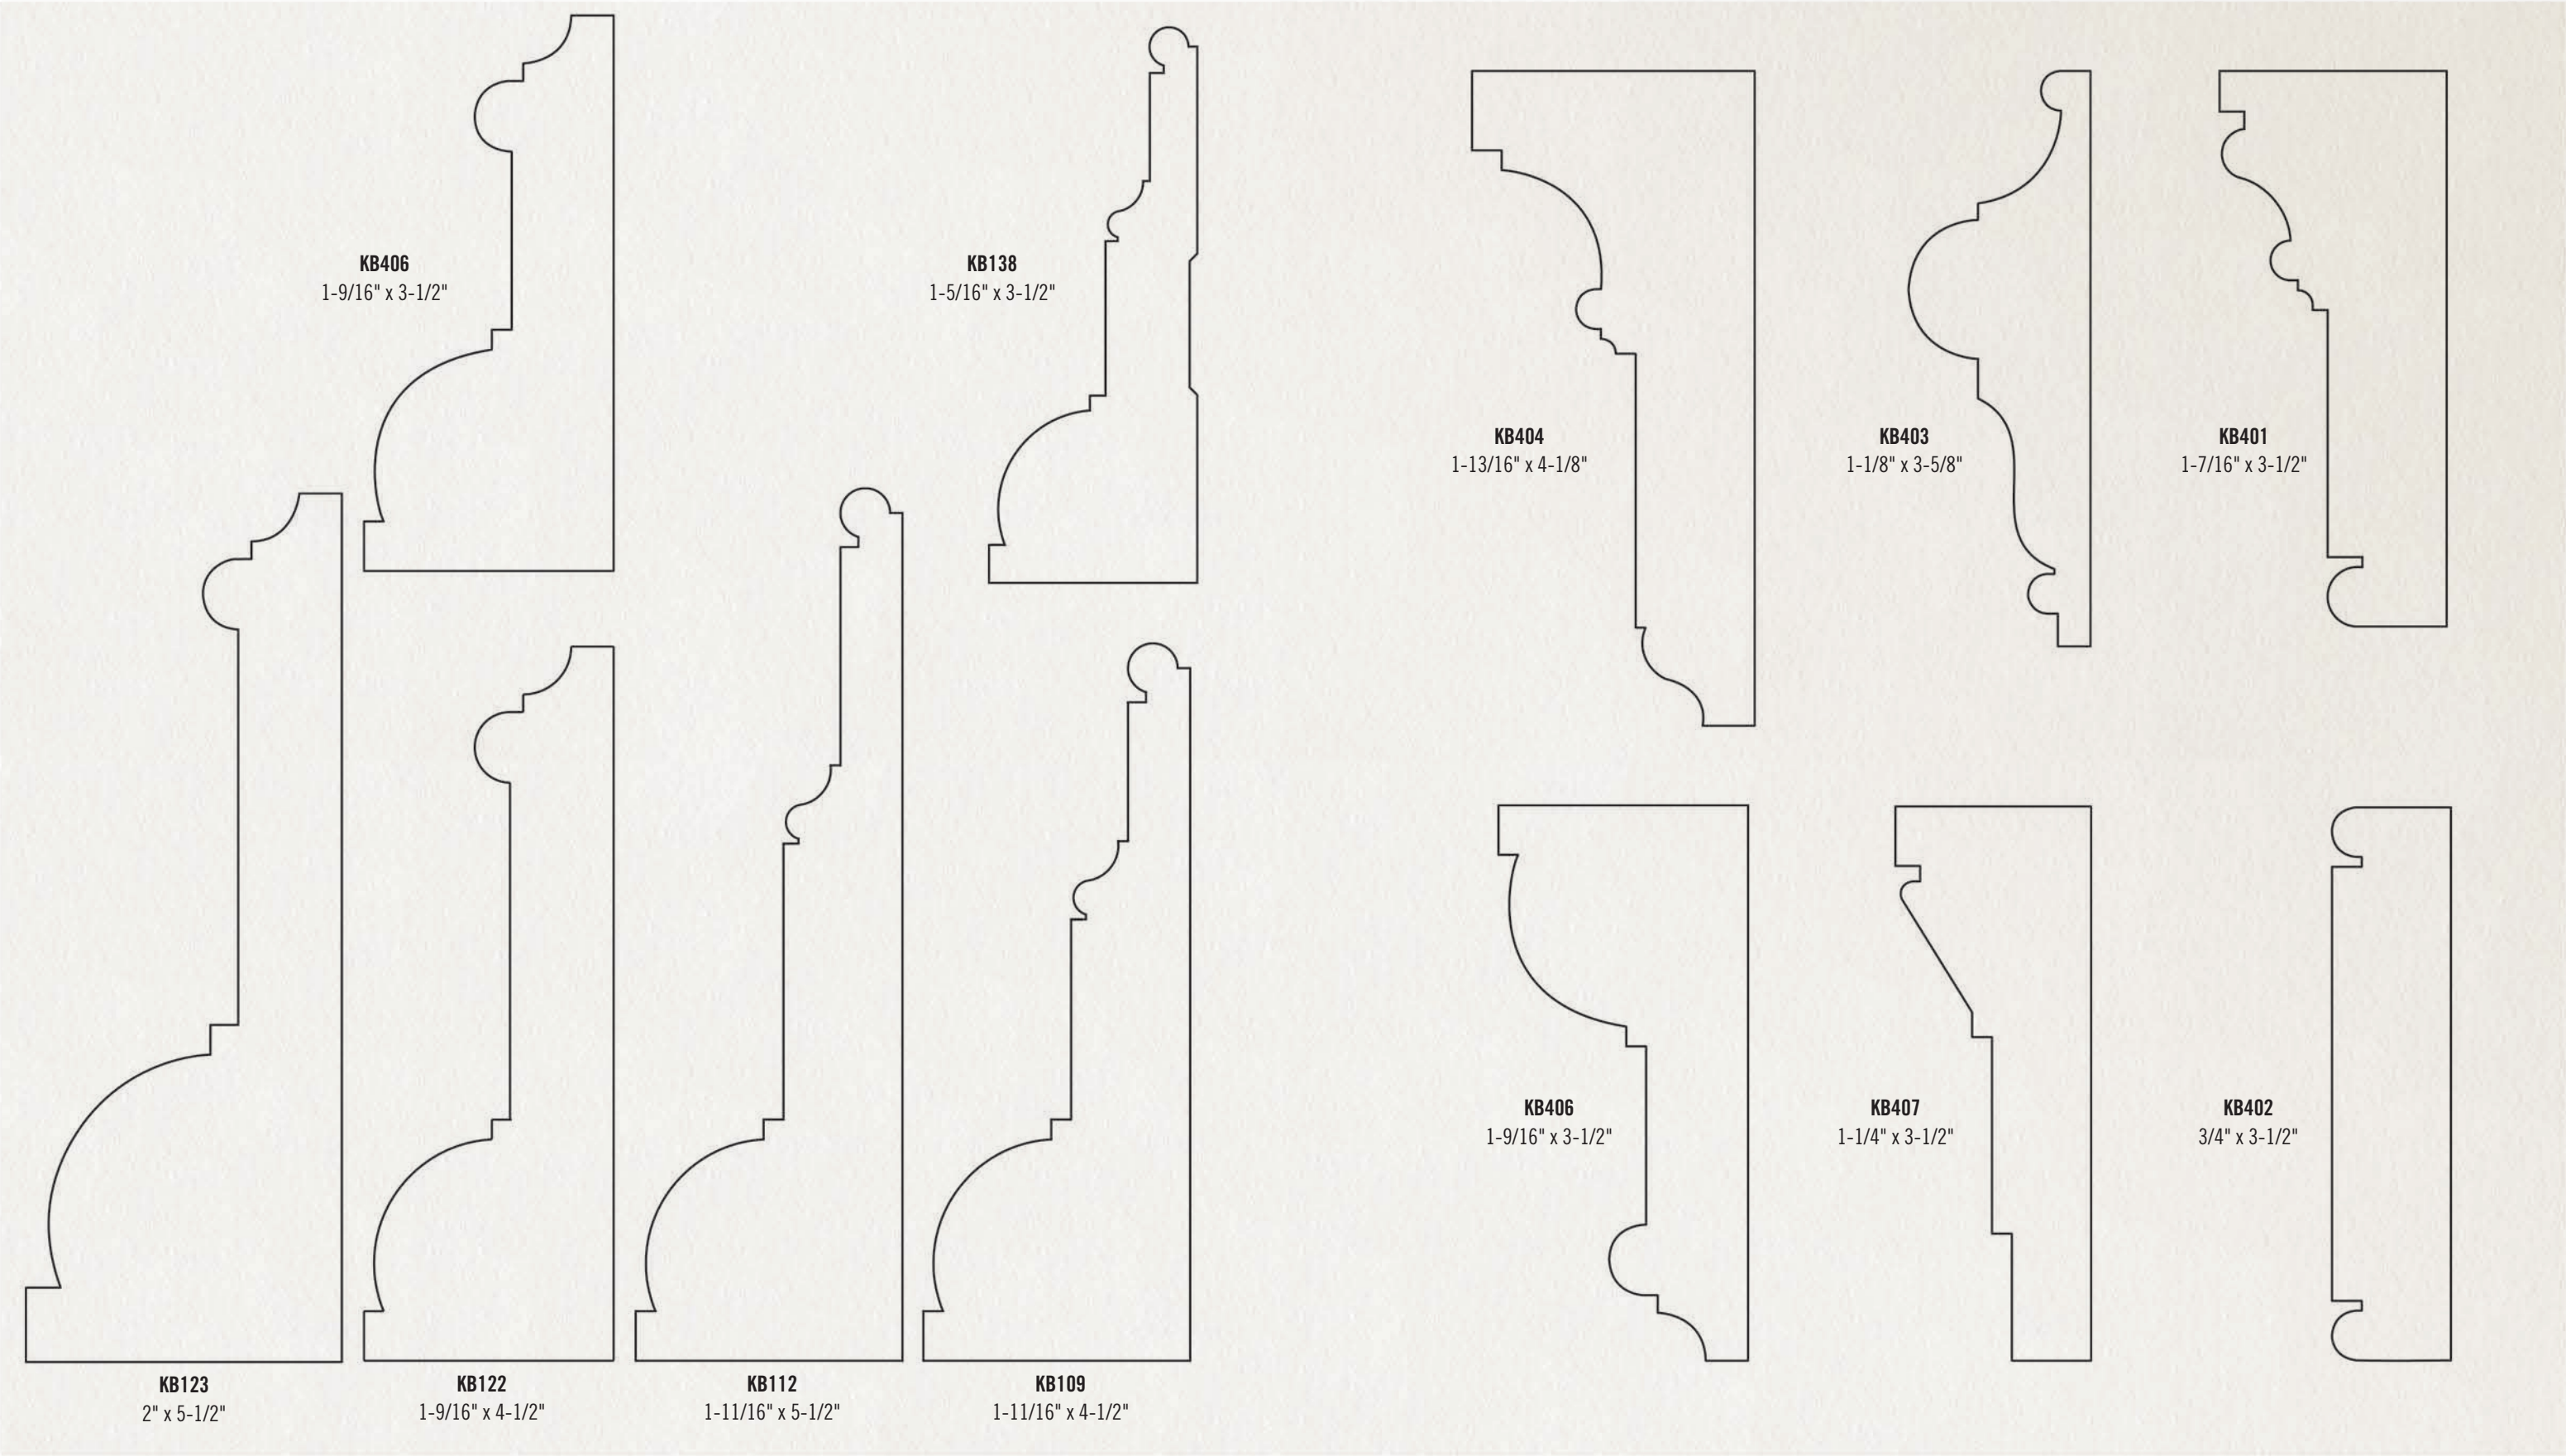 KB406
1-9/16" x 3-1/2"
KB138
1-5/16" x 3-1/2"
KB404
1-13/16" x 4-1/8"
KB403
1-1/8" x 3-5/8"
KB401
1-7/16" x 3-1/2"
KB406
1-9/16" x 3-1/2"
KB407
1-1/4" x 3-1/2"
KB402
3/4" x 3-1/2"
KB123
2" x 5-1/2"
KB122
1-9/16" x 4-1/2"
KB112
1-11/16" x 5-1/2"
KB109
1-11/16" x 4-1/2"